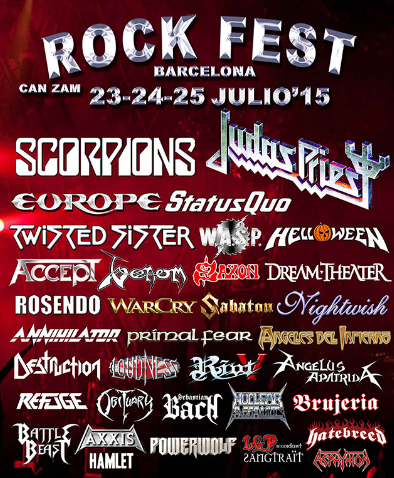 ROCK FEST
BARCELONA
CAN ZAM
23-24-25 JULIO'15
SCORPIONS Judas Priest
EUROPE Status Quo
TWISTED SISTER W.A.S.P. HELLOWEEN
ACCEPT Venom SAXON DREAM THEATER
ROSENDO WARCRY Sabaton Nightwish
ANNIHILATOR PRIMAL FEAR ANGELES DEL INFIERNO
Destruction LOUDNESS Riot V ANGELUS APATRIDA
REFUGE Obituary Sebastian BACH NUCLEAR ASSAULT Brujeria
BATTLE BEAST AXXIS POWERWOLF hatebreed
HAMLET SANGTRAÏT